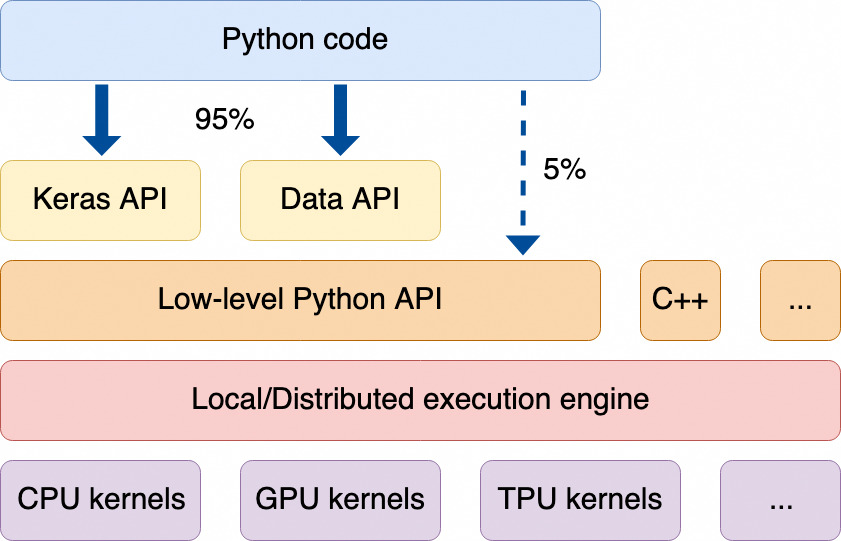 Python code
95%
5%
Keras API
Data API
Low-level Python API
C++
...
Local/Distributed execution engine
CPU kernels
GPU kernels
TPU kernels
...